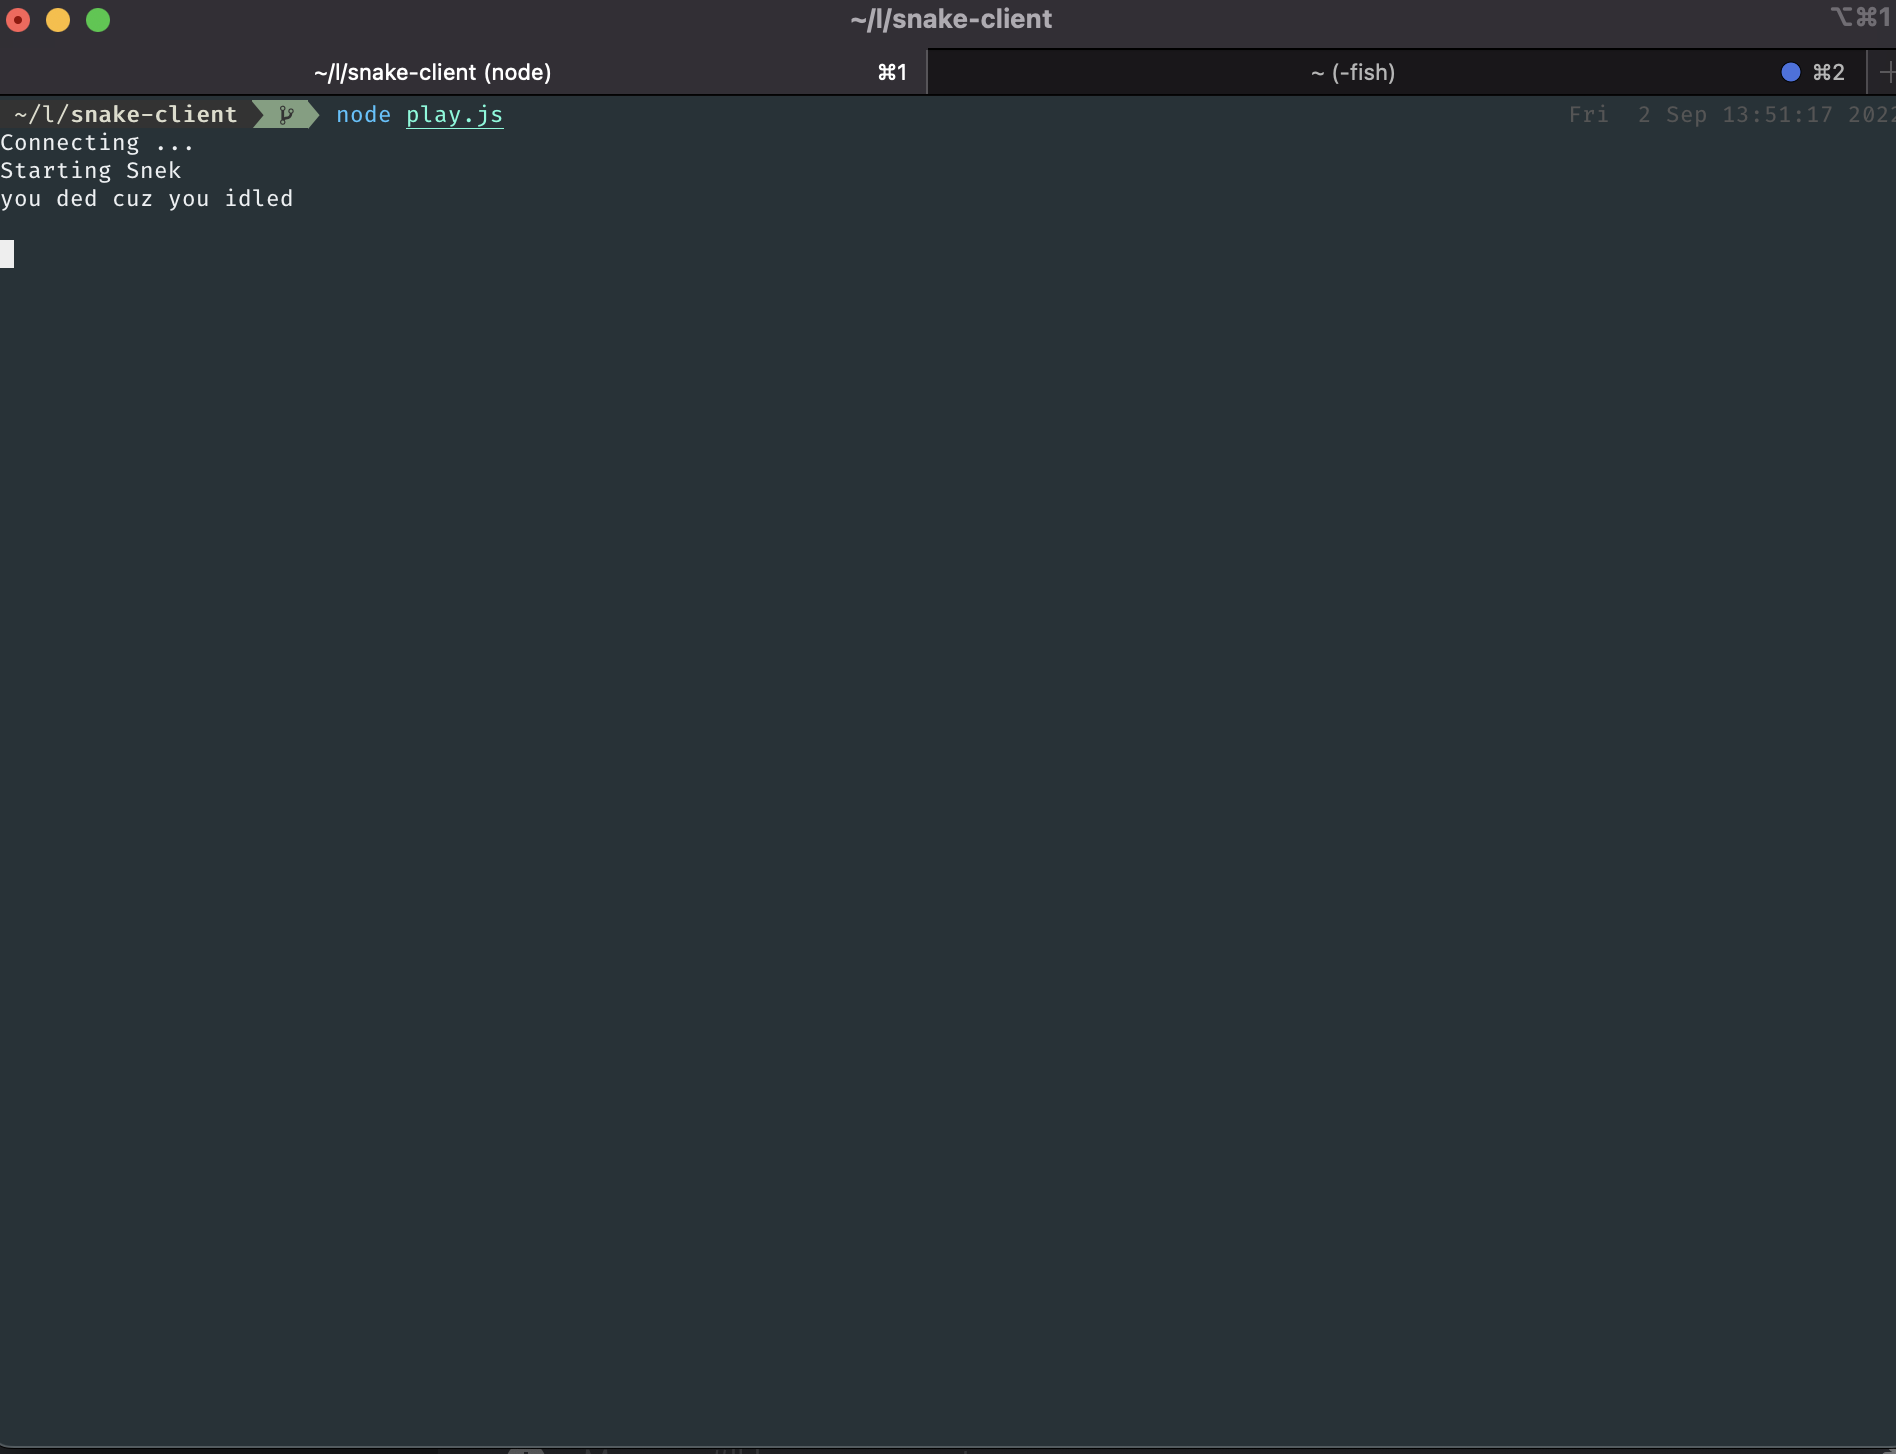 ~/l/snake-client
⌥⌘1
~/l/snake-client (node) ⌘1
~ (-fish) ⌘2
~/l/snake-client node play.js Fri 2 Sep 13:51:17 2022
Connecting ...
Starting Snek
you ded cuz you idled